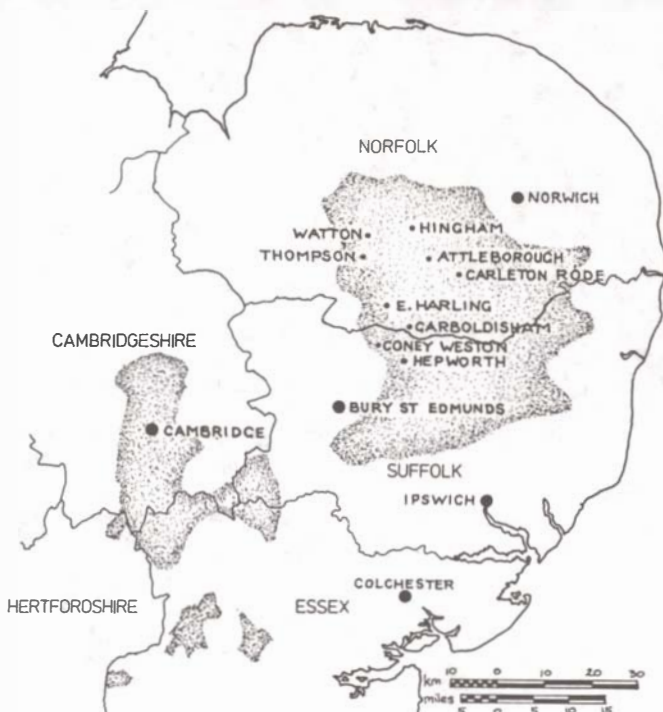 NORFOLK
NORWICH
HINGHAM
WATTON
THOMPSON
ATTLEBOROUGH
CARLETON RODE
E. HARLING
CARBOLDISHAM
CAMBRIDGESHIRE
CONEY WESTON
HEPWORTH
BURY ST EDMUNDS
CAMBRIDGE
SUFFOLK
IPSWICH
COLCHESTER
HERTFOROSHIRE
ESSEX
10 0 10 20 30
km
miles
5 0 5 10 15